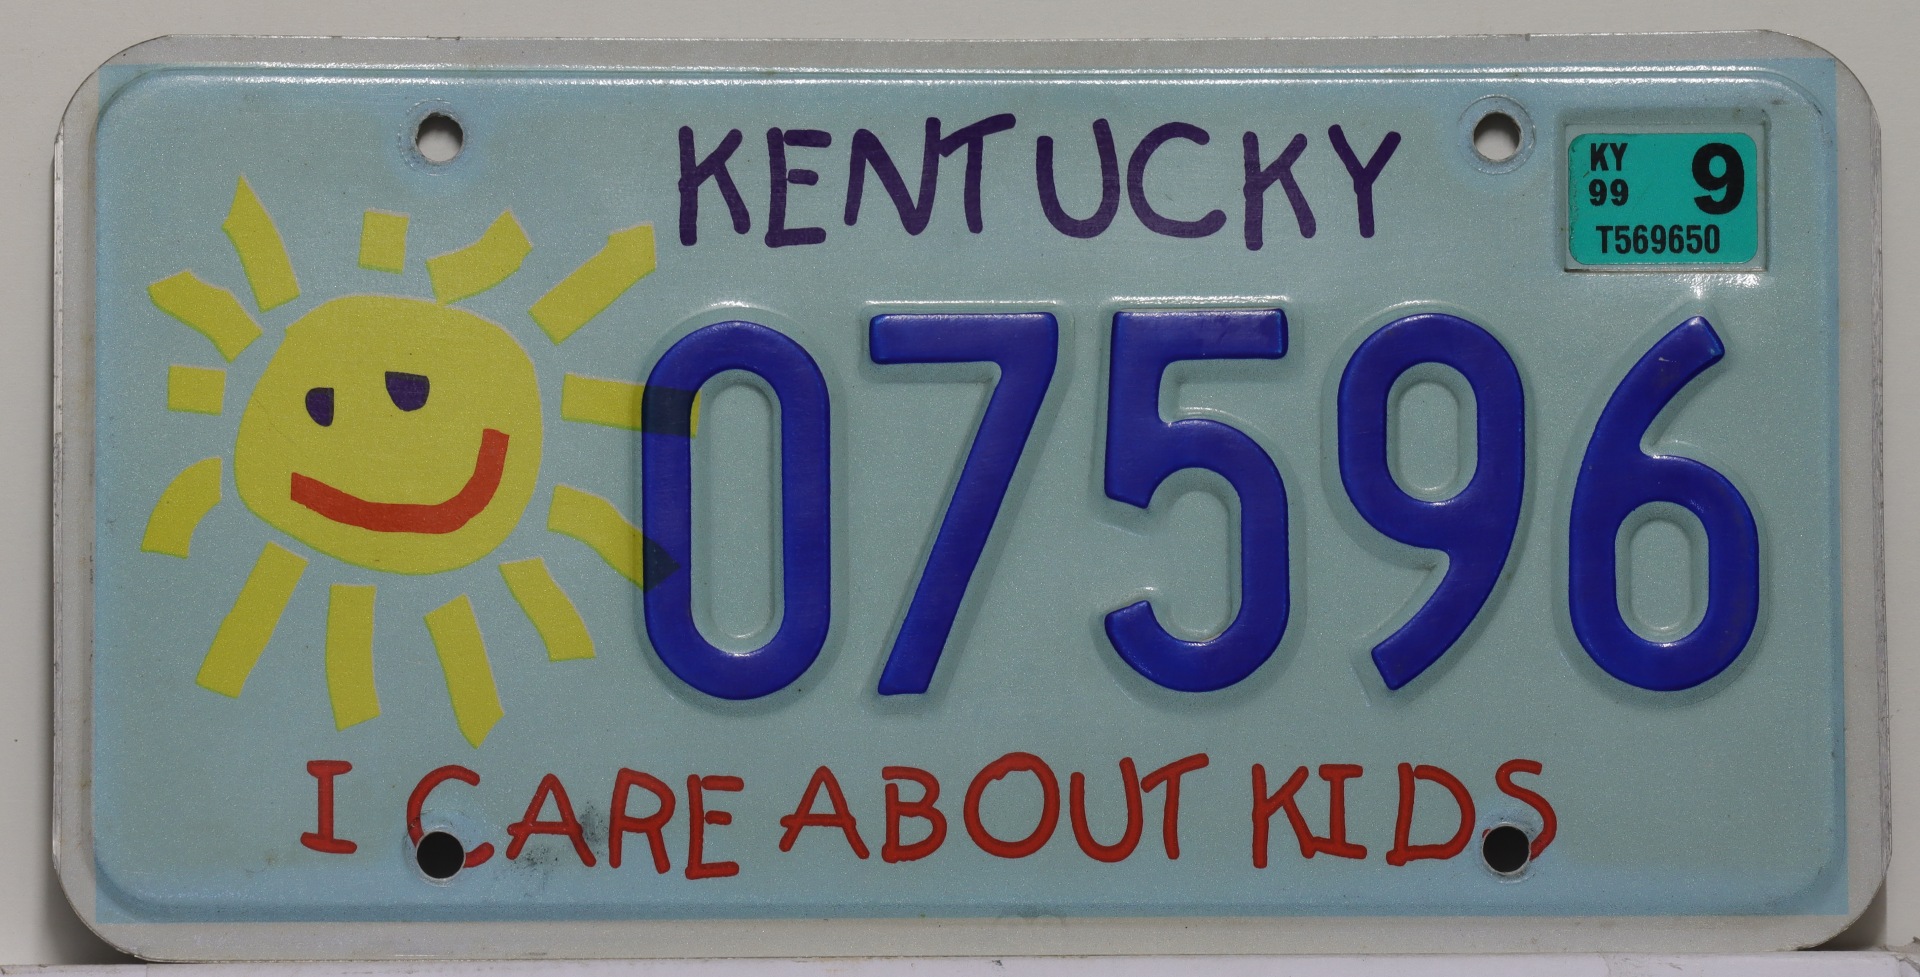 KENTUCKY
KY 9
99
T569650
07596
I CARE ABOUT KIDS